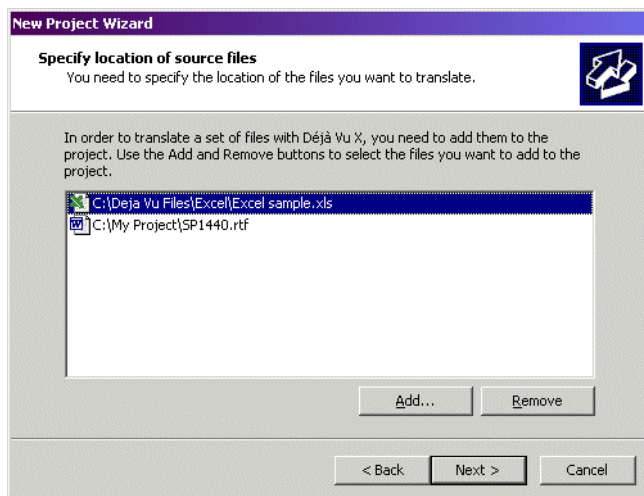 New Project Wizard
Specify location of source files
You need to specify the location of the files you want to translate.
In order to translate a set of files with Déjà Vu X, you need to add them to the
project. Use the Add and Remove buttons to select the files you want to add to the
project.
C:\Deja Vu Files\Excel\Excel sample.xls
C:\My Project\SP1440.rtf
Add... Remove
< Back Next > Cancel